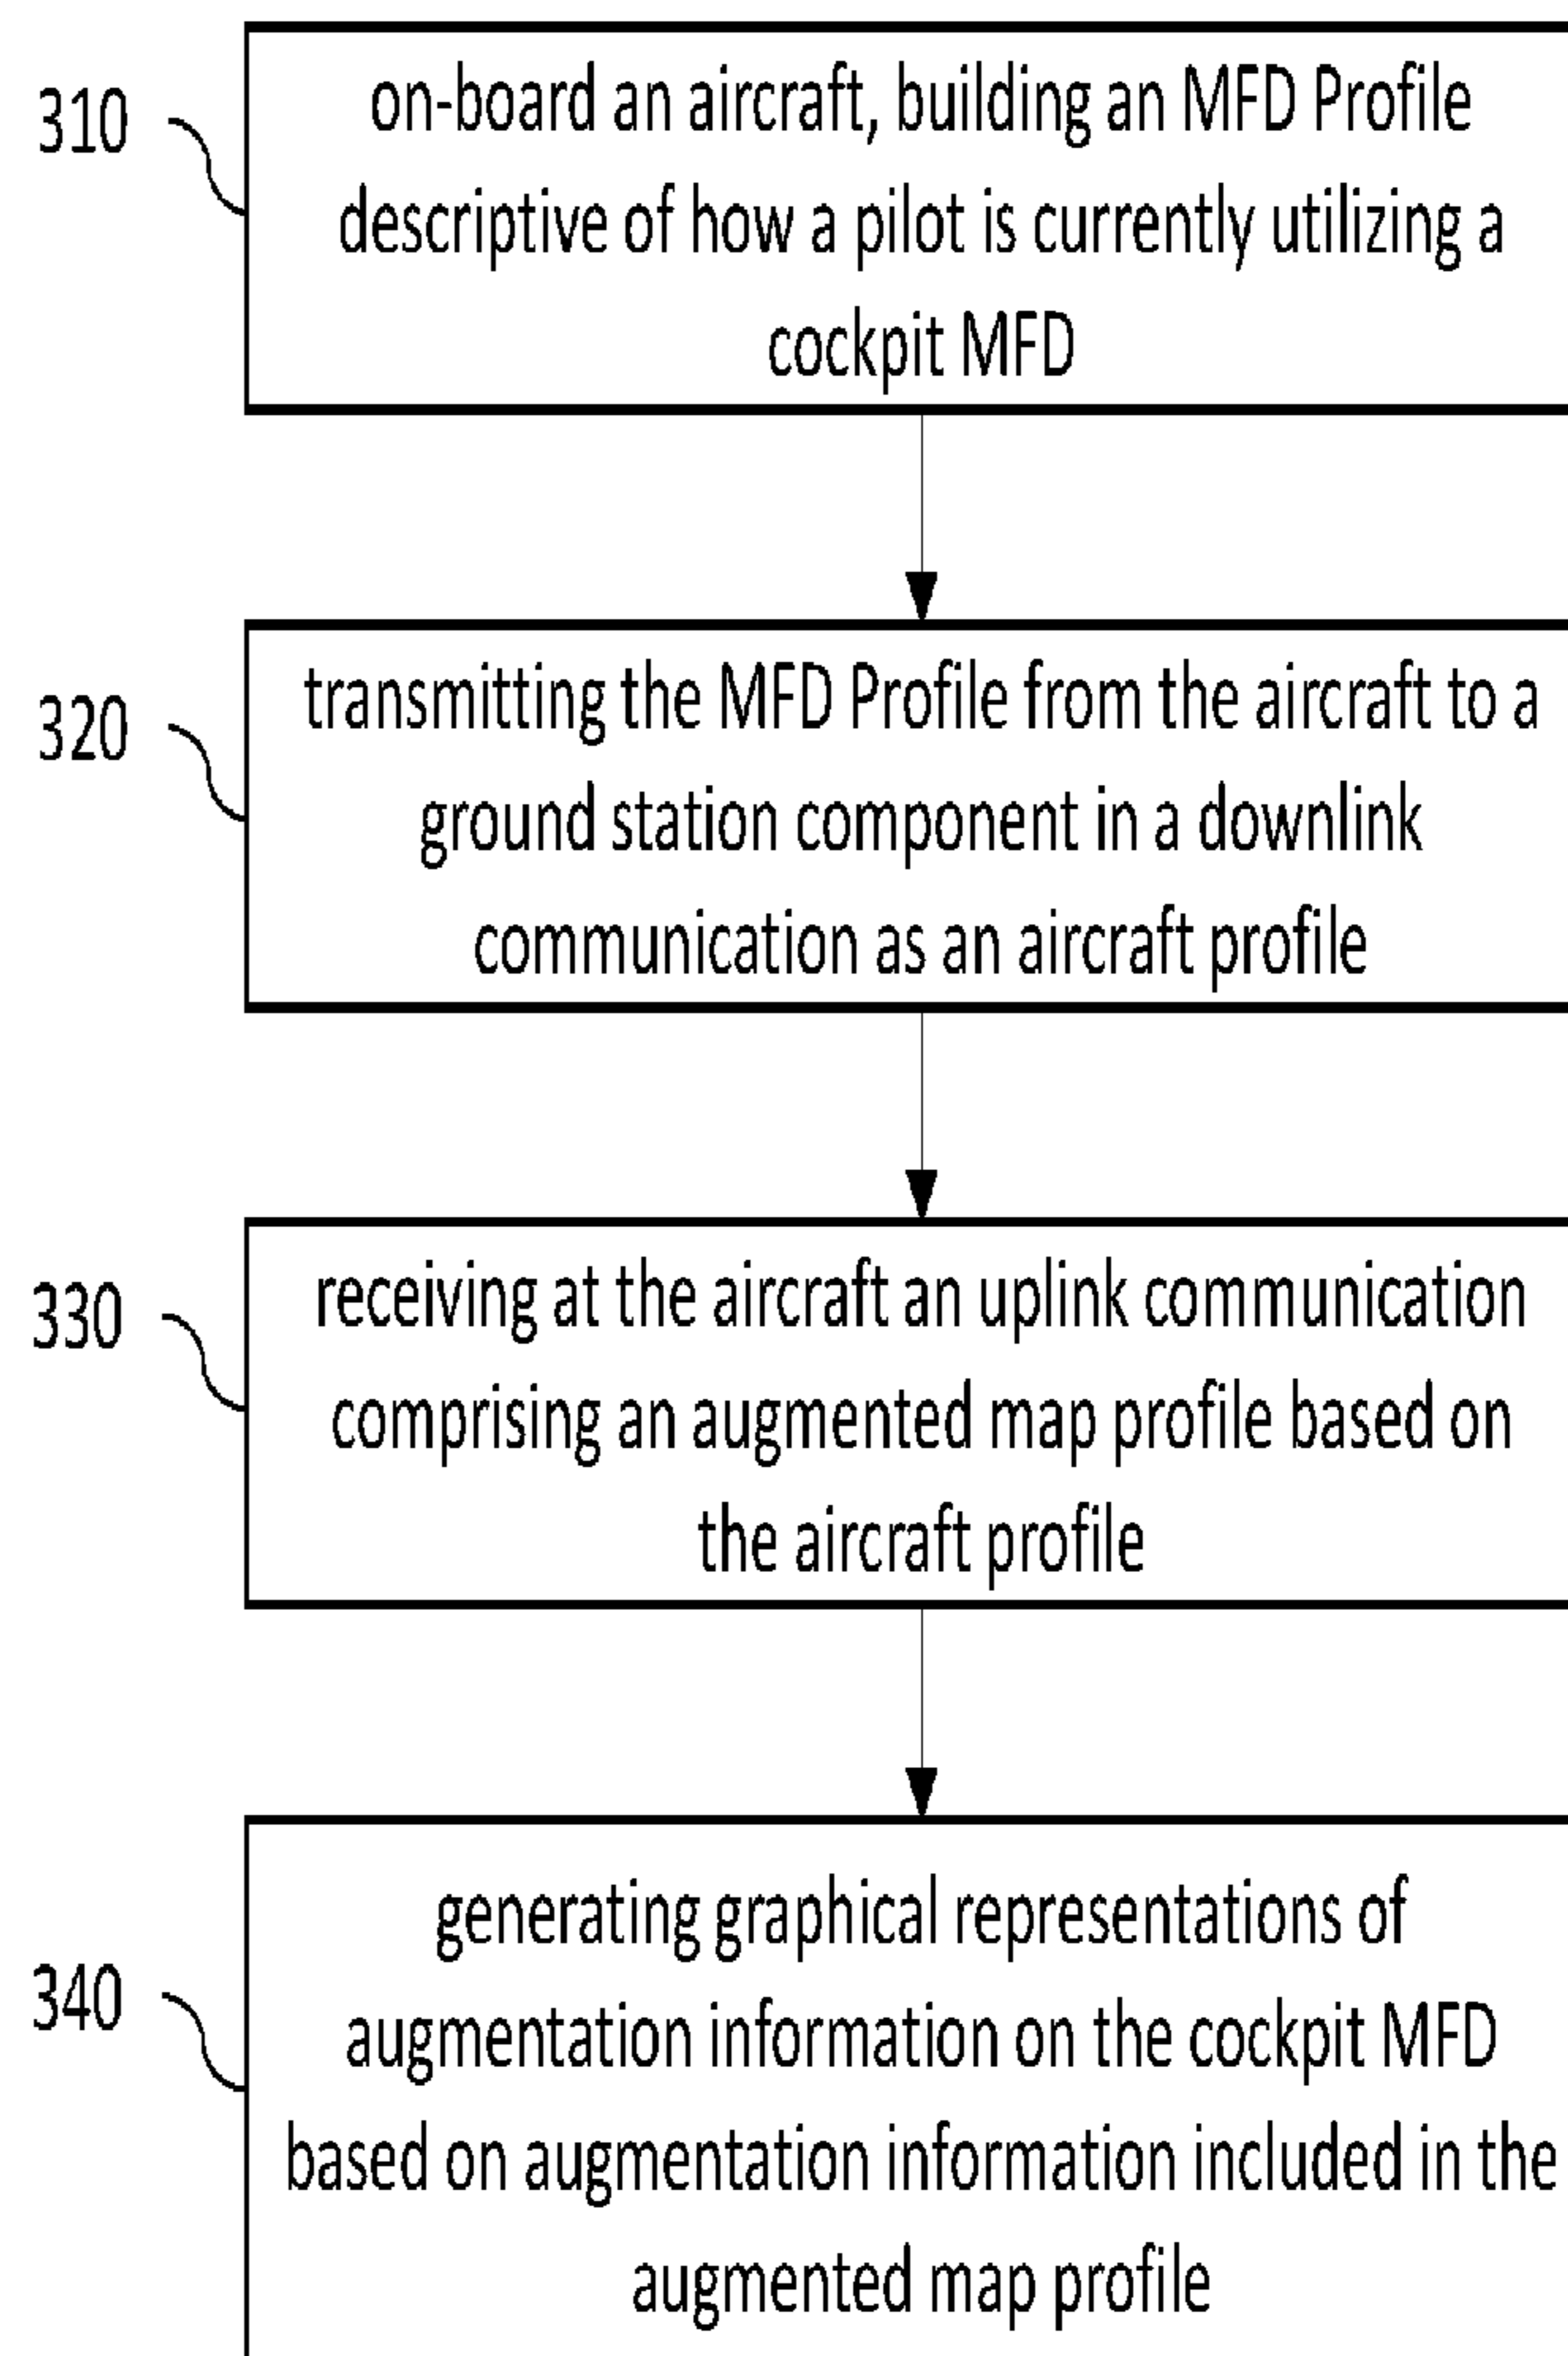 310
on-board an aircraft, building an MFD Profile
descriptive of how a pilot is currently utilizing a
cockpit MFD
320
transmitting the MFD Profile from the aircraft to a
ground station component in a downlink
communication as an aircraft profile
330
receiving at the aircraft an uplink communication
comprising an augmented map profile based on
the aircraft profile
340
generating graphical representations of
augmentation information on the cockpit MFD
based on augmentation information included in the
augmented map profile